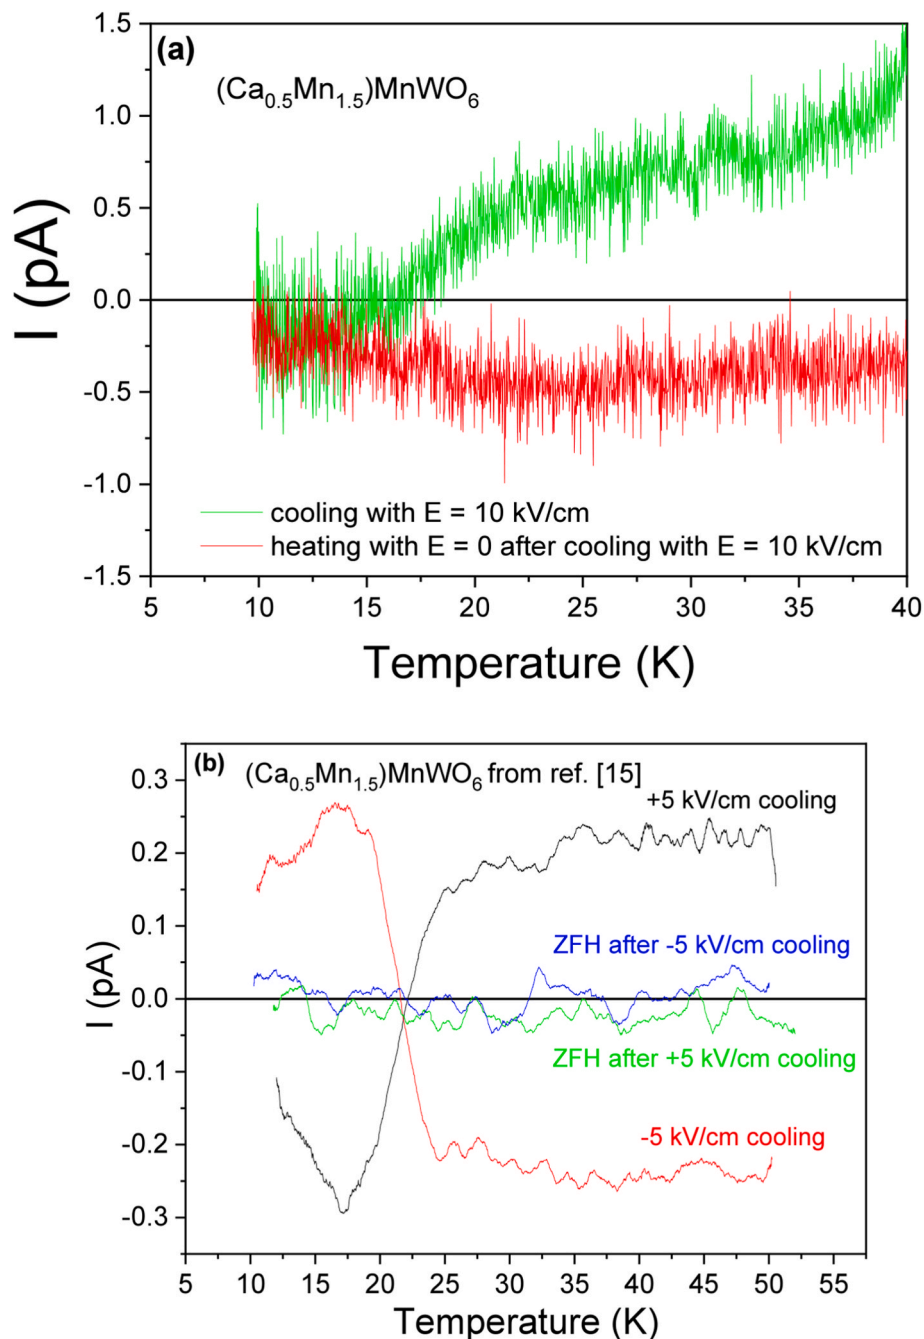 (a)
(Ca₀.₅Mn₁.₅)MnWO₆
1.5
1.0
0.5
0.0
-0.5
-1.0
-1.5
I (pA)
cooling with E = 10 kV/cm
heating with E = 0 after cooling with E = 10 kV/cm
5 10 15 20 25 30 35 40
Temperature (K)
(b)
(Ca₀.₅Mn₁.₅)MnWO₆ from ref. [15]
+5 kV/cm cooling
ZFH after -5 kV/cm cooling
ZFH after +5 kV/cm cooling
-5 kV/cm cooling
0.3
0.2
0.1
0.0
-0.1
-0.2
-0.3
I (pA)
5 10 15 20 25 30 35 40 45 50 55
Temperature (K)